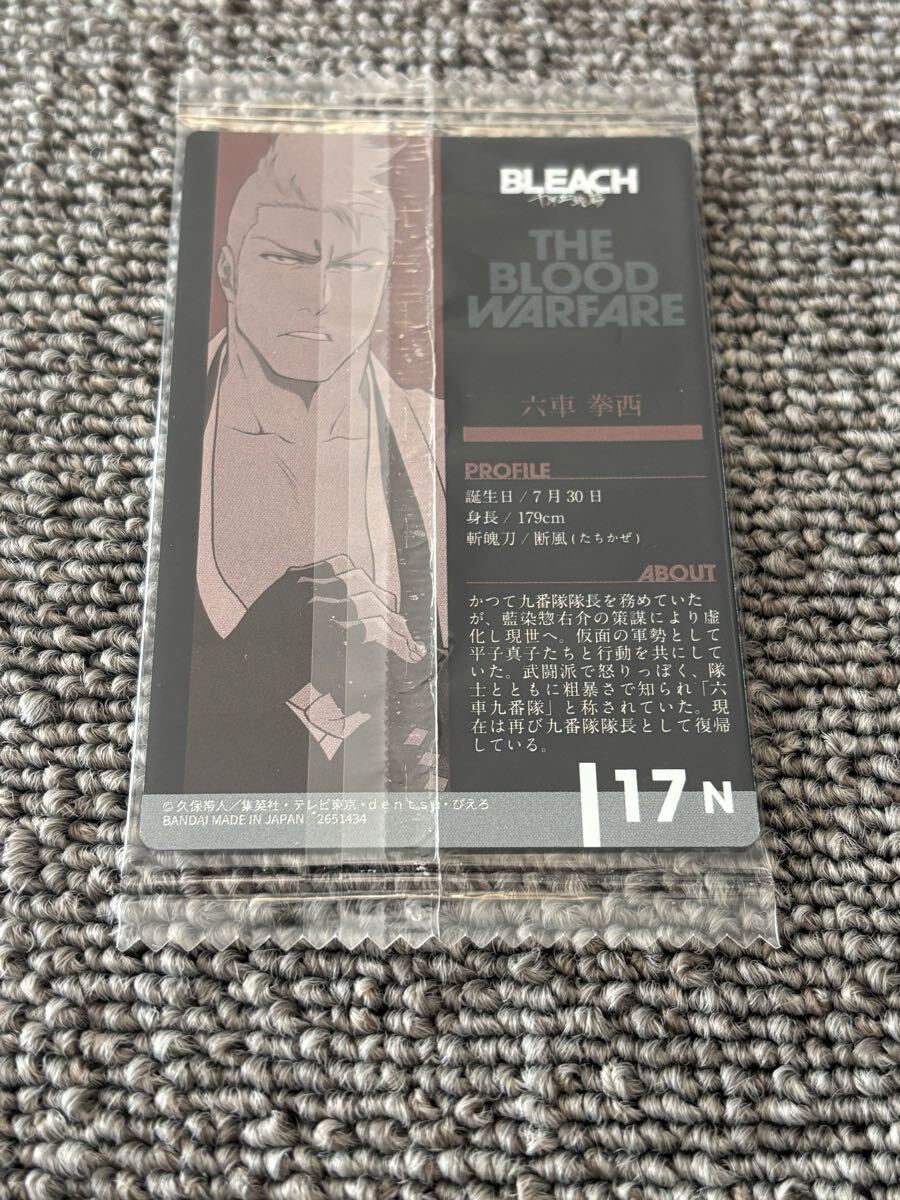 BLEACH
千年血戦篇
THE
BLOOD
WARFARE
六車 拳西
PROFILE
誕生日/7月30日
身長/179cm
斬魄刀/断風(たちかぜ)
ABOUT
かつて九番隊隊長を務めていた
が、藍染惣右介の策謀により虚
化し現世へ。仮面の軍勢として
平子真子たちと行動を共にして
いた。武闘派で怒りっぽく、隊
士とともに粗暴さで知られ「六
車九番隊」と称されていた。現
在は再び九番隊隊長として復帰
している。
17 N
©久保帯人/集英社・テレビ東京・dentsu・ぴえろ
BANDAI MADE IN JAPAN 2651434